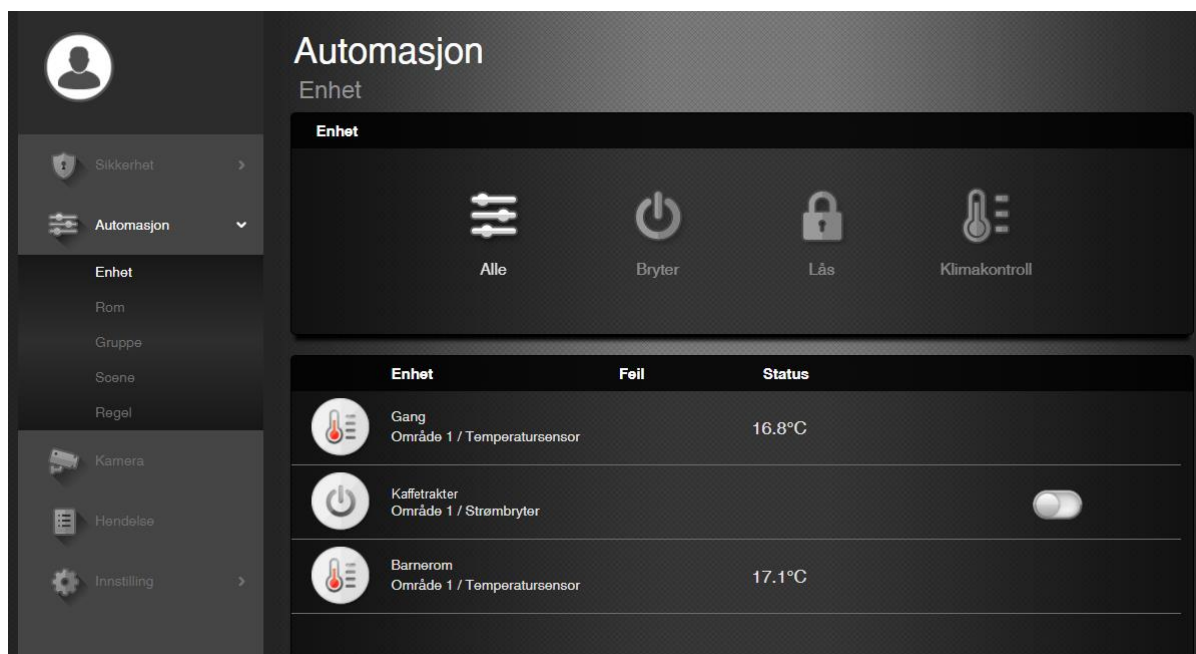 Automasjon
Enhet
Sikkerhet
Automasjon
Enhet
Rom
Gruppe
Scene
Regel
Kamera
Hendelse
Innstilling
Enhet
Alle
Bryter
Lås
Klimakontroll
Enhet Feil Status
Gang
Område 1 / Temperatursensor
16.8°C
Kaffetrakter
Område 1 / Strømbryter
Barnerom
Område 1 / Temperatursensor
17.1°C